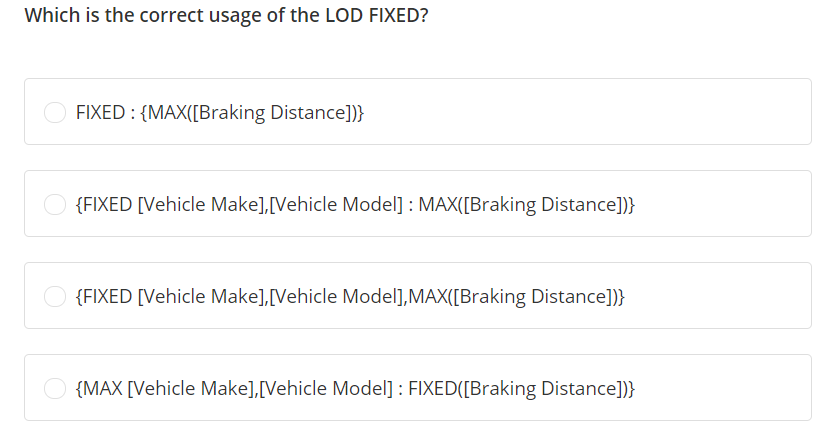 Which is the correct usage of the LOD FIXED?
FIXED : {MAX([Braking Distance])}
{FIXED [Vehicle Make],[Vehicle Model] : MAX([Braking Distance])}
{FIXED [Vehicle Make],[Vehicle Model],MAX([Braking Distance])}
{MAX [Vehicle Make],[Vehicle Model] : FIXED([Braking Distance])}